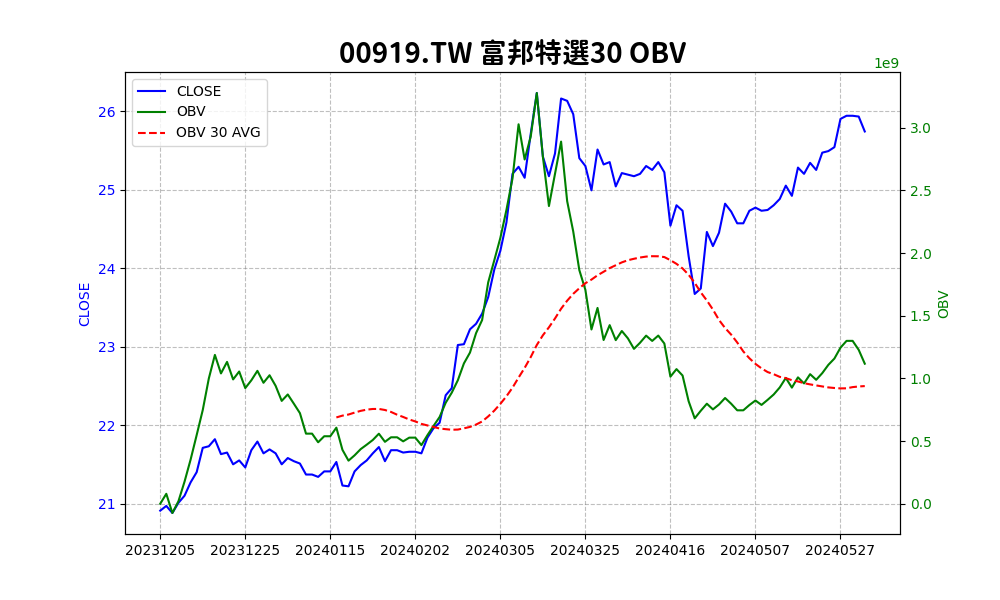 00919.TW 富邦特選30 OBV
1e9
CLOSE
OBV
OBV 30 AVG
26
25
24
23
22
21
CLOSE
3.0
2.5
2.0
1.5
1.0
0.5
0.0
OBV
20231205 20231225 20240115 20240202 20240305 20240325 20240416 20240507 20240527